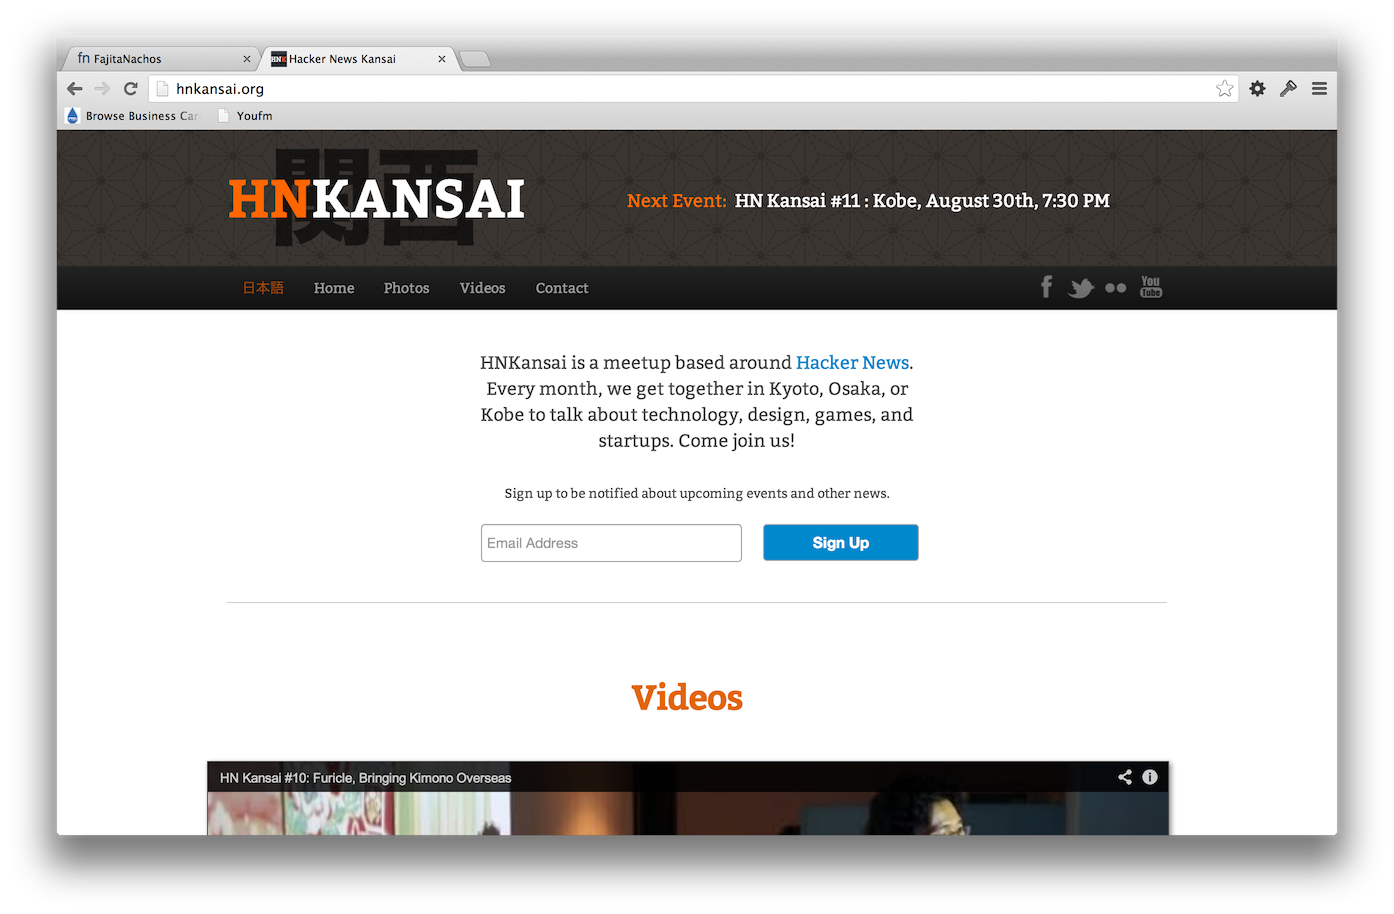 fn FajitaNachos
HNK Hacker News Kansai
hnkansai.org
Browse Business Car
Youfm
関西
HNKANSAI
Next Event: HN Kansai #11 : Kobe, August 30th, 7:30 PM
日本語 Home Photos Videos Contact
You
Tube
HNKansai is a meetup based around Hacker News.
Every month, we get together in Kyoto, Osaka, or
Kobe to talk about technology, design, games, and
startups. Come join us!
Sign up to be notified about upcoming events and other news.
Email Address
Sign Up
Videos
HN Kansai #10: Furicle, Bringing Kimono Overseas